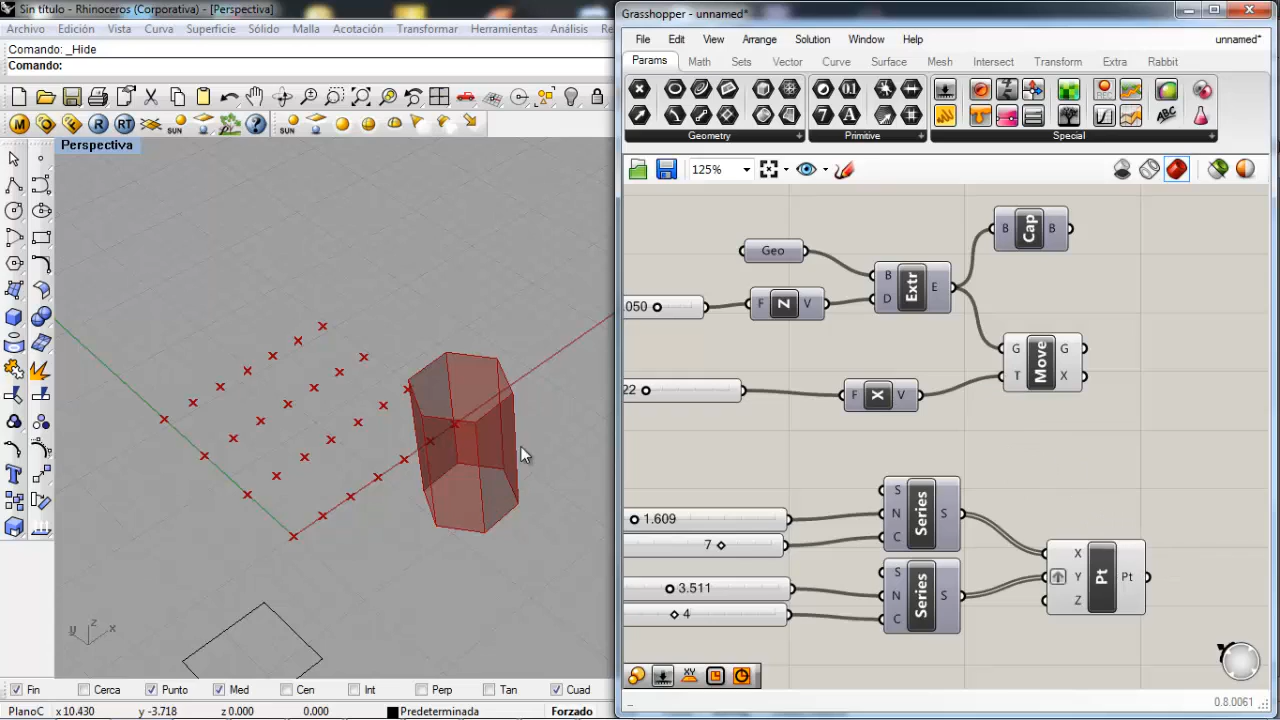 Sin título - Rhinoceros (Corporativa) - [Perspectiva]
Archivo Edición Vista Curva Superficie Sólido Malla Acotación Transformar Herramientas Análisis Re
Comando: _Hide
Comando:
Perspectiva
y z x
Fin Cerca Punto Med Cen Int Perp Tan Cuad
PlanoC x 10.430 y -3.718 z 0.000 0.000 Predeterminada Forzado
Grasshopper - unnamed*
File Edit View Arrange Solution Window Help unnamed*
Params Math Sets Vector Curve Surface Mesh Intersect Transform Extra Rabbit
Geometry Primitive Special
125%
B Cap B
Geo
B Extr E
D
.050
F Z V
G Move G
T X
22
F X V
S Series S
N
C
1.609
7
3.511
4
S Series S
N
C
X Pt Pt
Y
Z
XY
0.8.0061